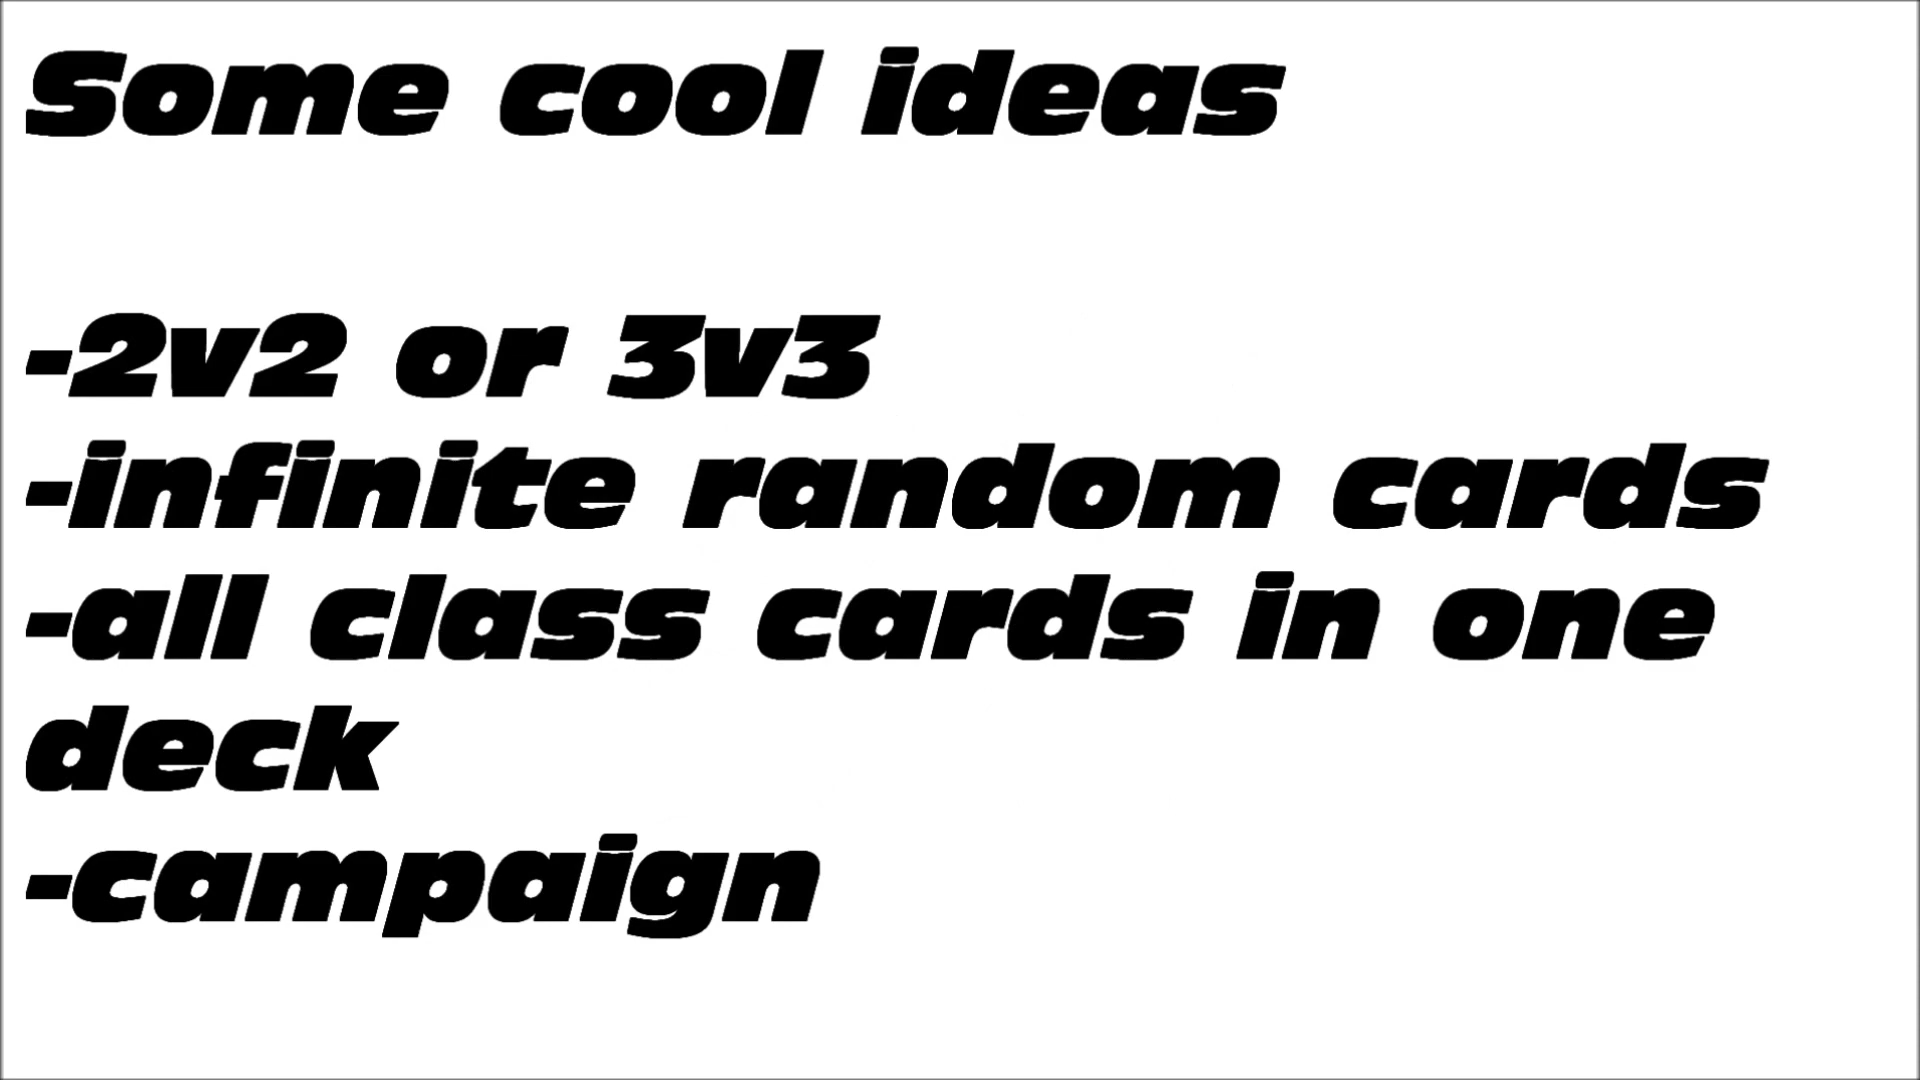 Some cool ideas
-2v2 or 3v3
-infinite random cards
-all class cards in one
deck
-campaign